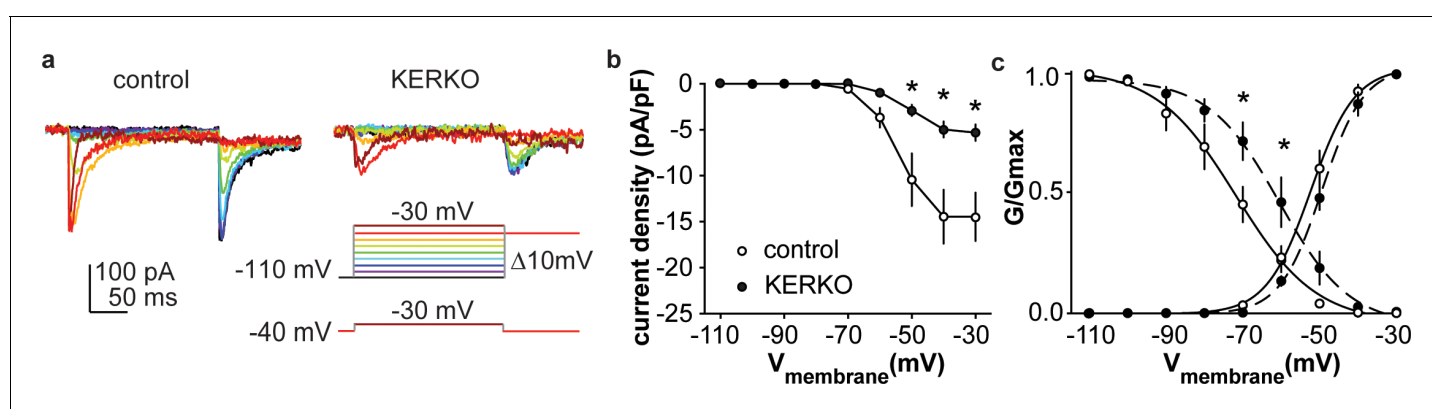 a
control
KERKO
100 pA
50 ms
-30 mV
-110 mV
Δ10mV
-30 mV
-40 mV
b
current density (pA/pF)
0
-5
-10
-15
-20
-25
* * *
control
KERKO
-110 -90 -70 -50 -30
Vmembrane(mV)
c
G/Gmax
1.0
0.5
0.0
*
*
-110 -90 -70 -50 -30
Vmembrane(mV)